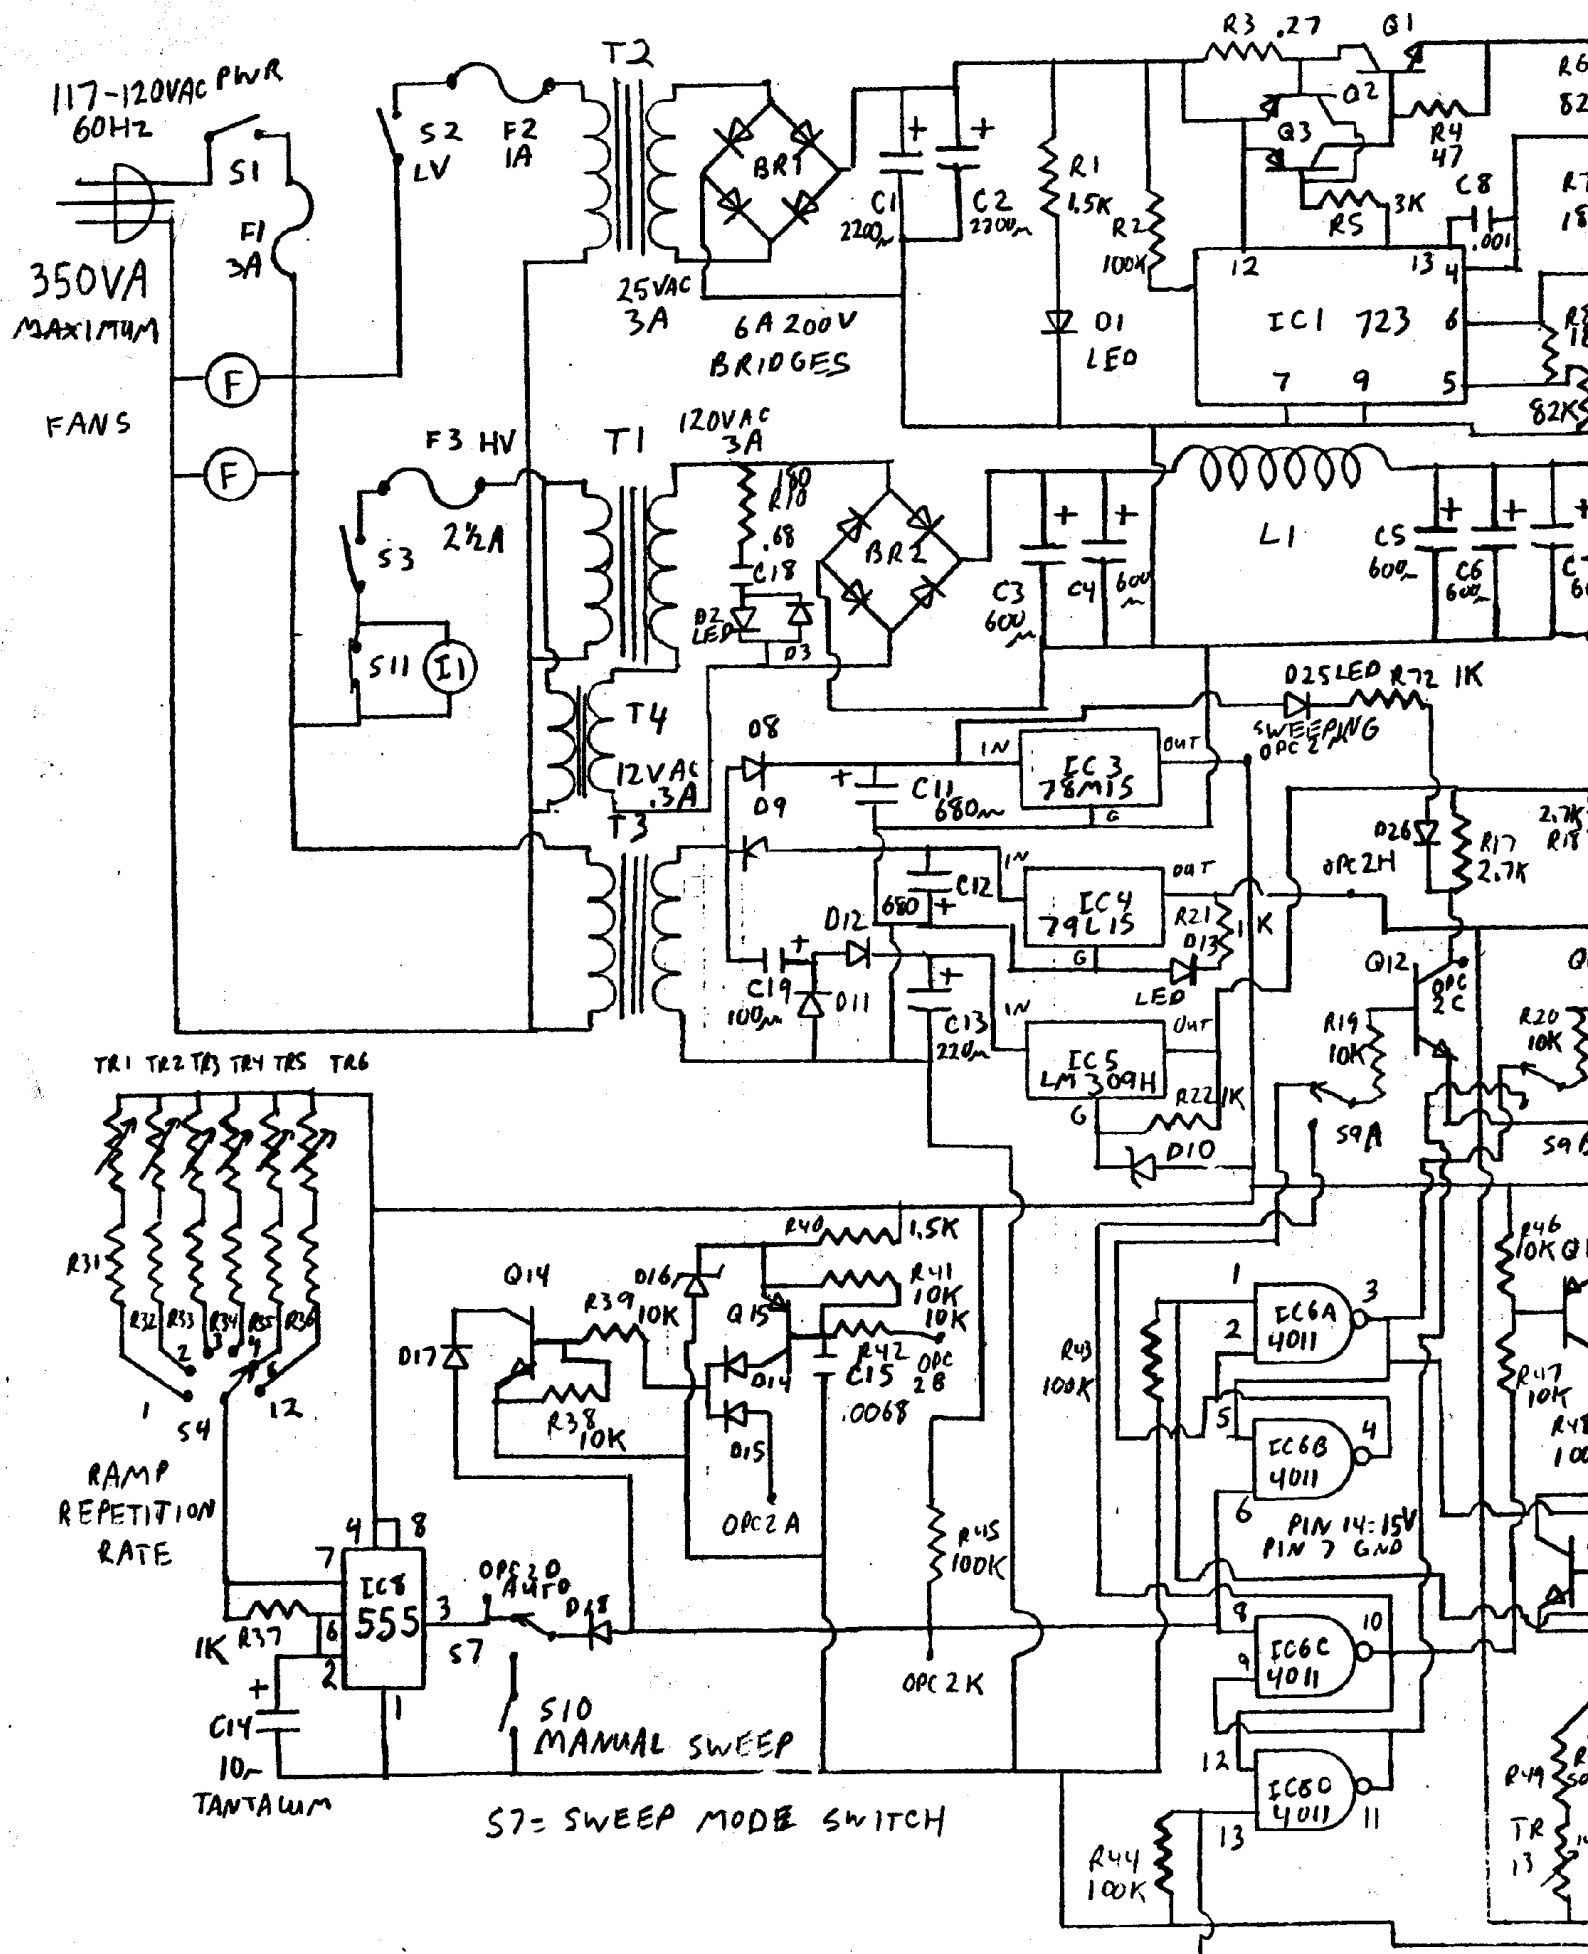 117-120VAC PWR
60Hz
S1
F1
3A
350VA
MAXIMUM
F
FANS
F
S2
LV
F2
1A
T2
25VAC
3A
BR1
6A 200V
BRIDGES
C1
2200
C2
2200
R1
1.5K
D1
LED
R2
100K
R3 .27
Q1
Q2
Q3
R4
47
R5
3K
C8
.001
12
13
4
IC1 723
6
5
7
9
82K
F3 HV
2½A
S3
S11
I1
T1
120VAC
3A
180
R10
.68
C18
D2
LED
D3
BR2
C3
600
C4
600
L1
C5
600
C6
600
T4
12VAC
.3A
T3
D8
D9
C11
680
IN
IC3
78M15
OUT
G
D25 LED R72 1K
SWEEPING
OPC2
C12
680
IN
IC4
79L15
OUT
G
R21
1K
D13
LED
D12
C19
100
D11
C13
220
IN
IC5
LM309H
OUT
G
R22 1K
D10
D26
OPC2H
R17
2.7K
2.7K
R18
Q12
OPC
2C
R19
10K
R20
10K
S9A
TR1 TR2 TR3 TR4 TR5 TR6
R31
R32 R33 R34 R35 R36
1
2
3
4
12
S4
RAMP
REPETITION
RATE
D17
Q14
R38
10K
R39
10K
D16
Q15
D14
D15
OPC2A
R40
1.5K
R41
10K
10K
R42
C15
.0068
OPC
2B
R45
100K
OPC2K
R43
100K
1
2
IC6A
4011
3
5
IC6B
4011
4
6
PIN 14=15V
PIN 7 GND
8
9
IC6C
4011
10
12
4011
13
11
R44
100K
R46
10K
R47
10K
R49
TR
13
4
8
7
IC8
555
3
6
2
1
1K
R37
C14
10
TANTALUM
OPC2D
AUTO
S7
D18
S10
MANUAL SWEEP
S7= SWEEP MODE SWITCH